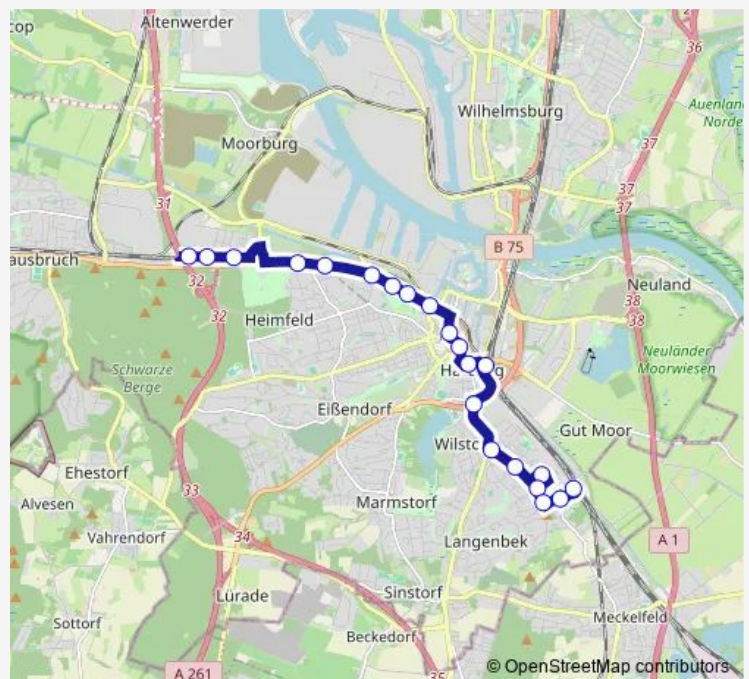 cop
Altenwerder
36
Auenland
Norde
Wilhelmsburg
Moorburg
37
31
37
37
ausbruch
B 75
32
Neuland
38
32
Heimfeld
38
Schwarze
Berge
Neuländer
Moorwiesen
Eißendorf
Gut Moor
Ehestorf
33
Marmstorf
Alvesen
Vahrendorf
34
Langenbek
A 1
Lürade
Sinstorf
Meckelfeld
Sottorf
Beckedorf
A 261
35
© OpenStreetMap contributors